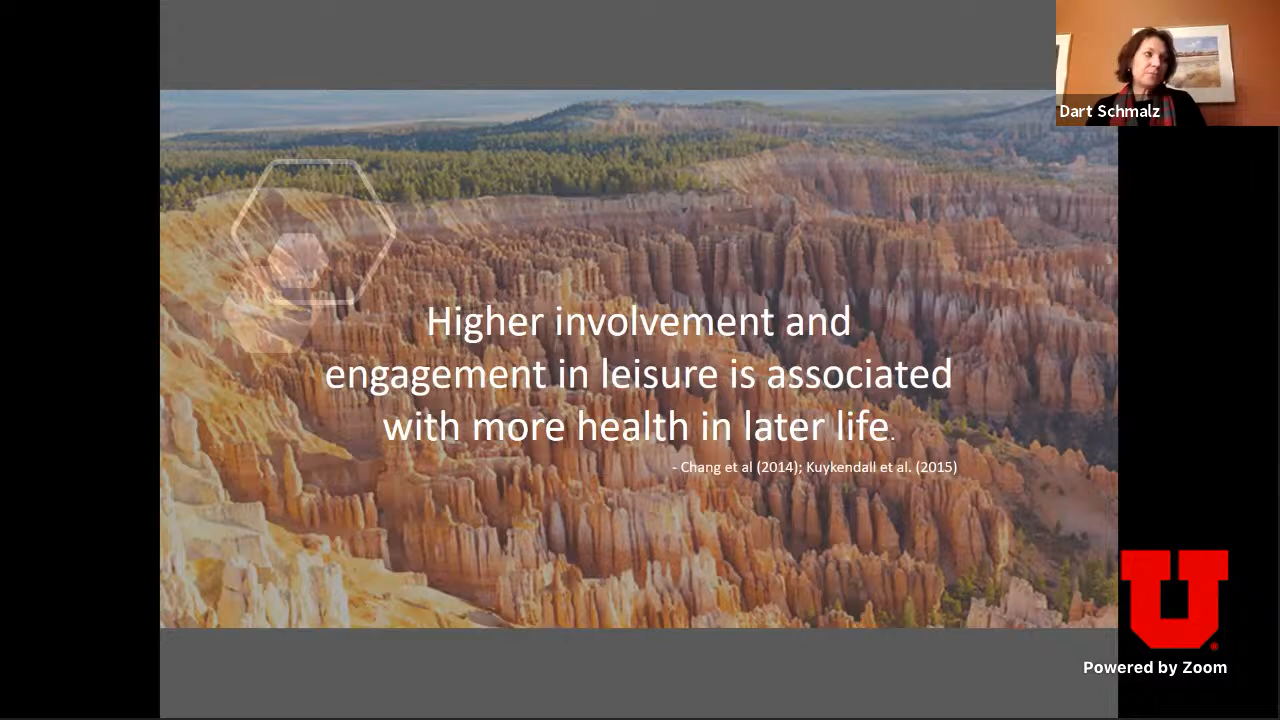 Dart Schmalz
Higher involvement and
engagement in leisure is associated
with more health in later life.
- Chang et al (2014); Kuykendall et al. (2015)
U
Powered by Zoom